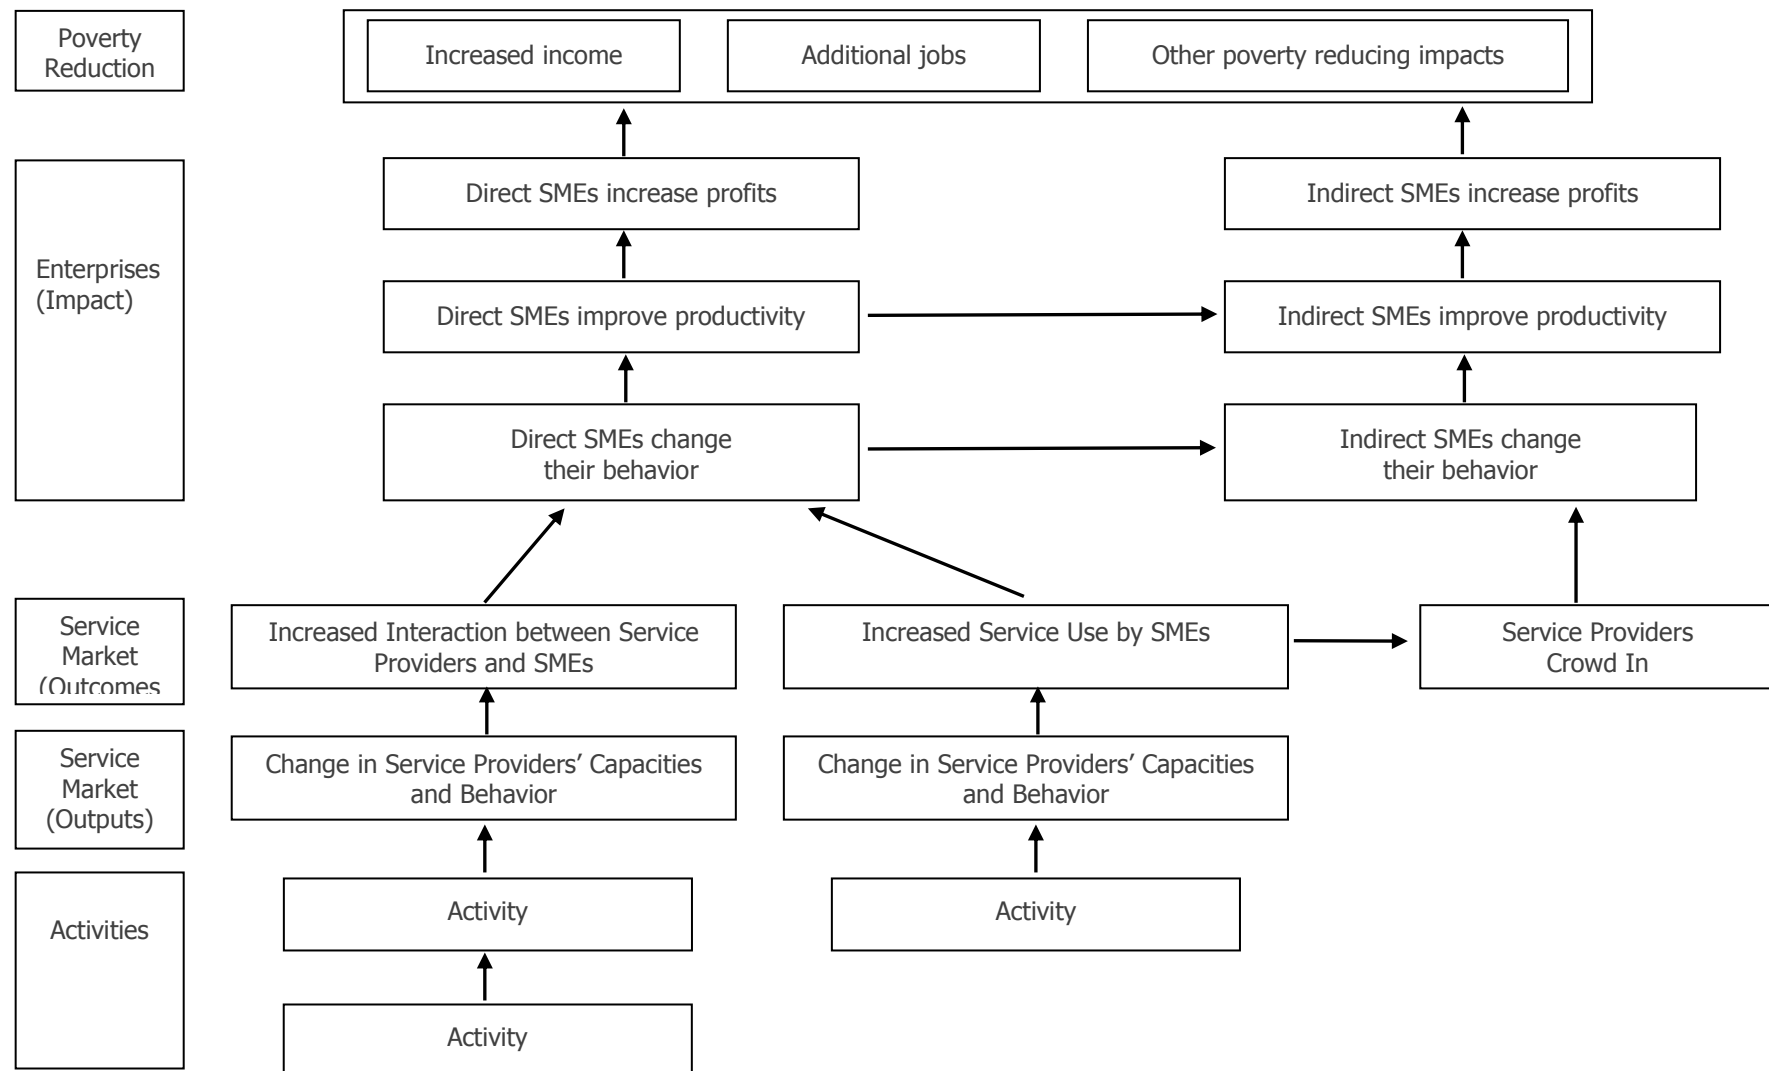 Poverty
Reduction
Increased income
Additional jobs
Other poverty reducing impacts
Enterprises
(Impact)
Direct SMEs increase profits
Indirect SMEs increase profits
Direct SMEs improve productivity
Indirect SMEs improve productivity
Direct SMEs change
their behavior
Indirect SMEs change
their behavior
Service
Market
(Outcomes
Increased Interaction between Service
Providers and SMEs
Increased Service Use by SMEs
Service Providers
Crowd In
Service
Market
(Outputs)
Change in Service Providers’ Capacities
and Behavior
Change in Service Providers’ Capacities
and Behavior
Activities
Activity
Activity
Activity